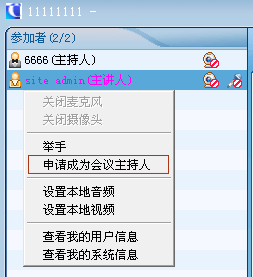 11111111 -
参加者(2/2)
6666(主持人)
site admin(主讲人)
关闭麦克风
关闭摄像头
举手
申请成为会议主持人
设置本地音频
设置本地视频
查看我的用户信息
查看我的系统信息